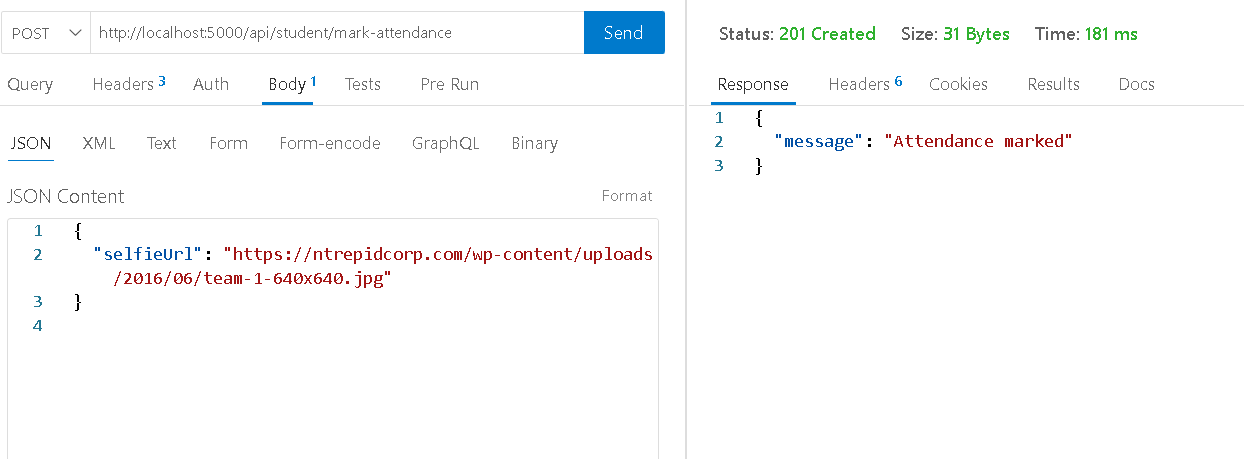 POST http://localhost:5000/api/student/mark-attendance Send
Query Headers 3 Auth Body 1 Tests Pre Run
JSON XML Text Form Form-encode GraphQL Binary
JSON Content Format
1 {
2 "selfieUrl": "https://ntrepidcorp.com/wp-content/uploads
/2016/06/team-1-640x640.jpg"
3 }
4
Status: 201 Created Size: 31 Bytes Time: 181 ms
Response Headers 6 Cookies Results Docs
1 {
2 "message": "Attendance marked"
3 }